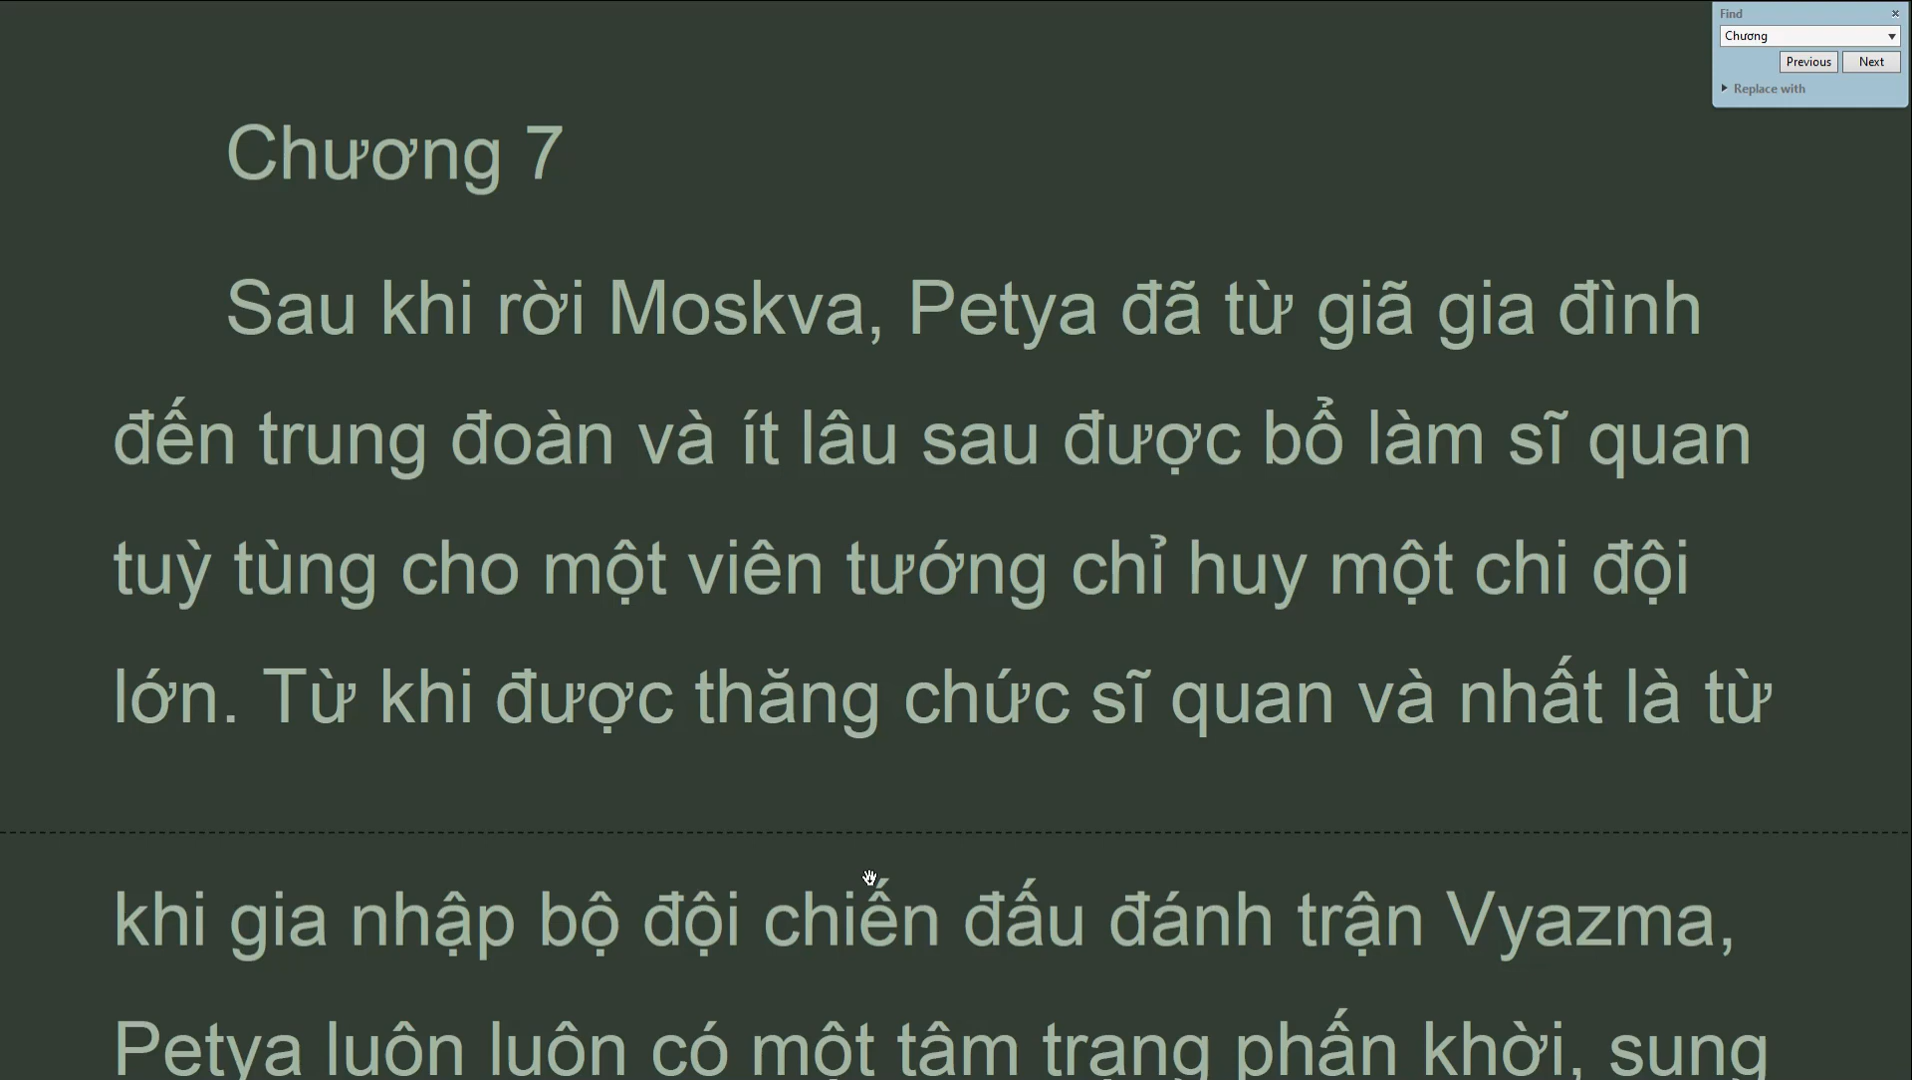 Find
Chương
Previous Next
Replace with
Chương 7
Sau khi rời Moskva, Petya đã từ giã gia đình
đến trung đoàn và ít lâu sau được bổ làm sĩ quan
tuỳ tùng cho một viên tướng chỉ huy một chi đội
lớn. Từ khi được thăng chức sĩ quan và nhất là từ
khi gia nhập bộ đội chiến đấu đánh trận Vyazma,
Petya luôn luôn có một tâm trạng phấn khời, sung